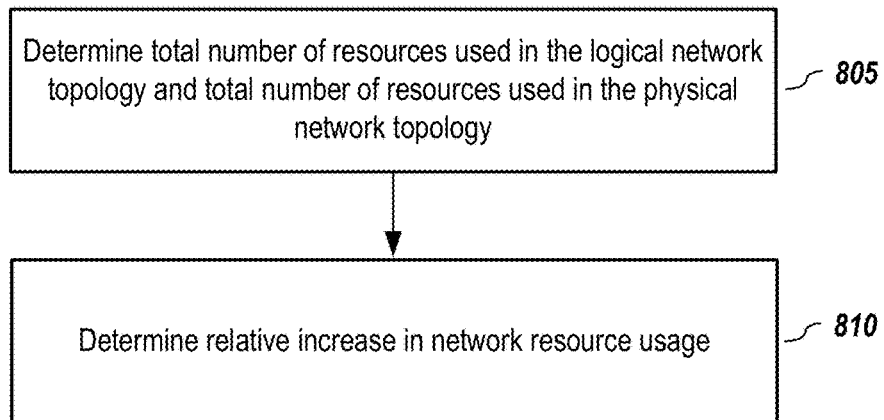 Determine total number of resources used in the logical network
topology and total number of resources used in the physical
network topology
805
Determine relative increase in network resource usage
810